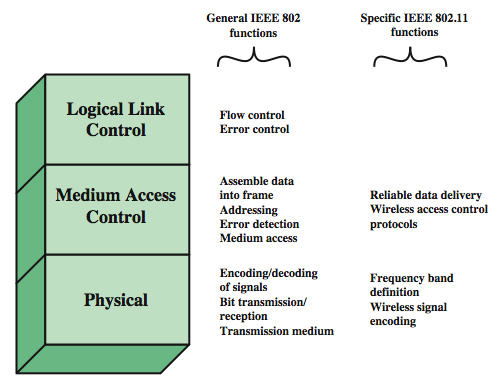 General IEEE 802
functions
Specific IEEE 802.11
functions
Logical Link
Control
Flow control
Error control
Medium Access
Control
Assemble data
into frame
Addressing
Error detection
Medium access
Reliable data delivery
Wireless access control
protocols
Physical
Encoding/decoding
of signals
Bit transmission/
reception
Transmission medium
Frequency band
definition
Wireless signal
encoding